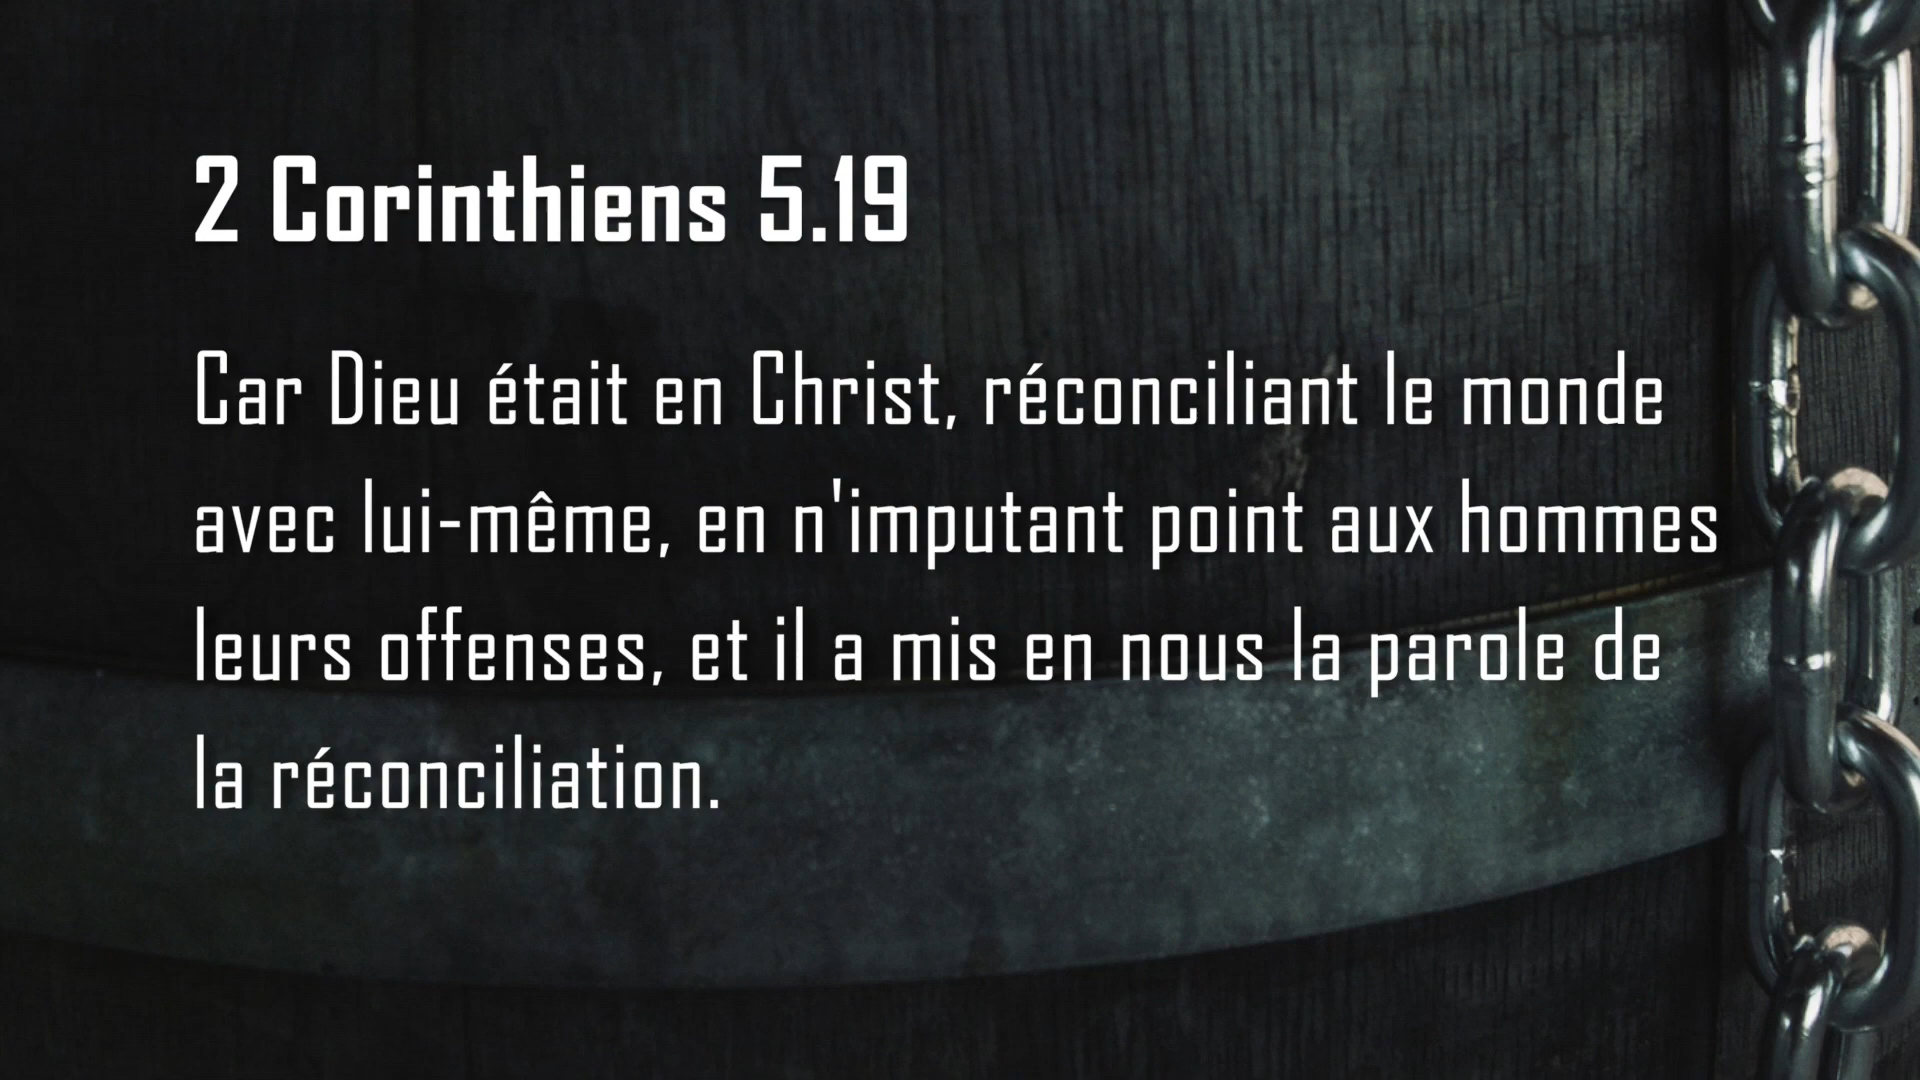 2 Corinthiens 5.19
Car Dieu était en Christ, réconciliant le monde
avec lui-même, en n'imputant point aux hommes
leurs offenses, et il a mis en nous la parole de
la réconciliation.